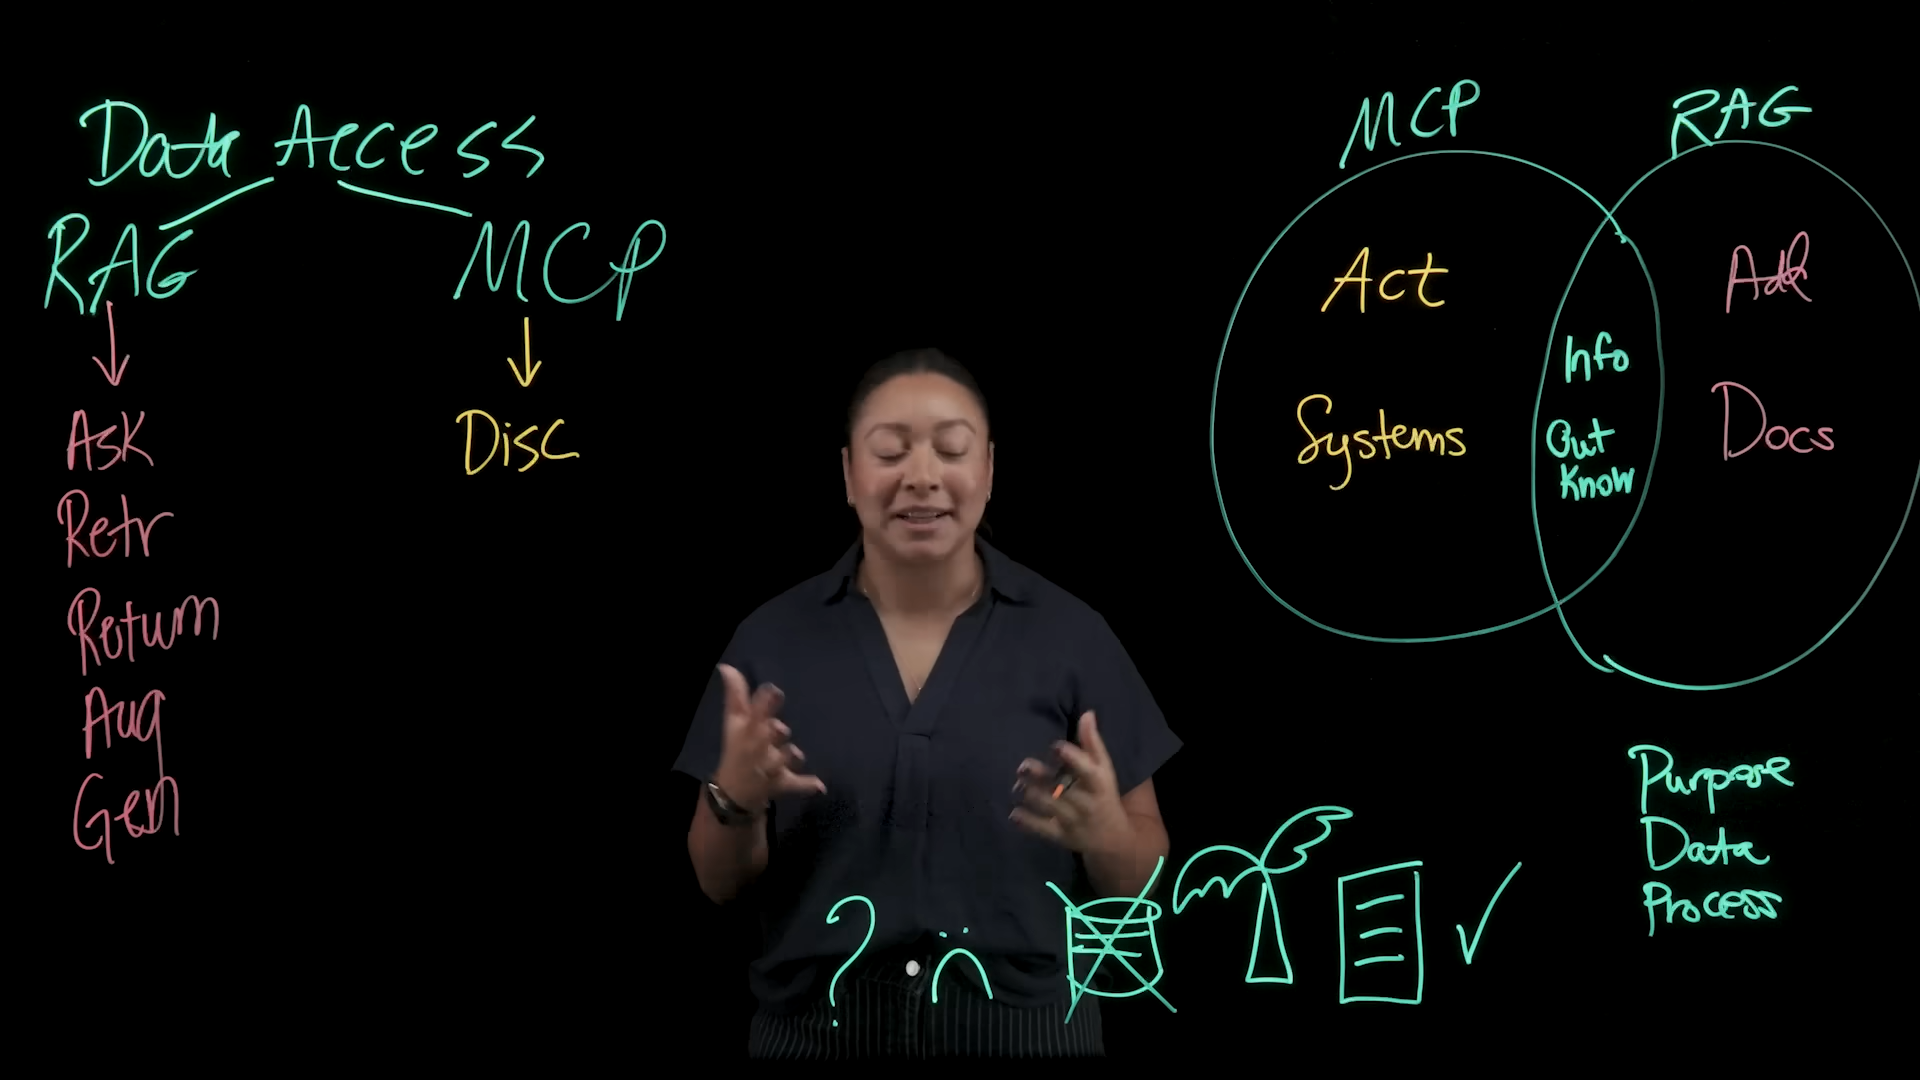 Data Access
RAG
MCP
Ask
Retr
Return
Aug
Gen
Disc
MCP
RAG
Act
Systems
Info
Out
Know
Add
Docs
Purpose
Data
Process
?